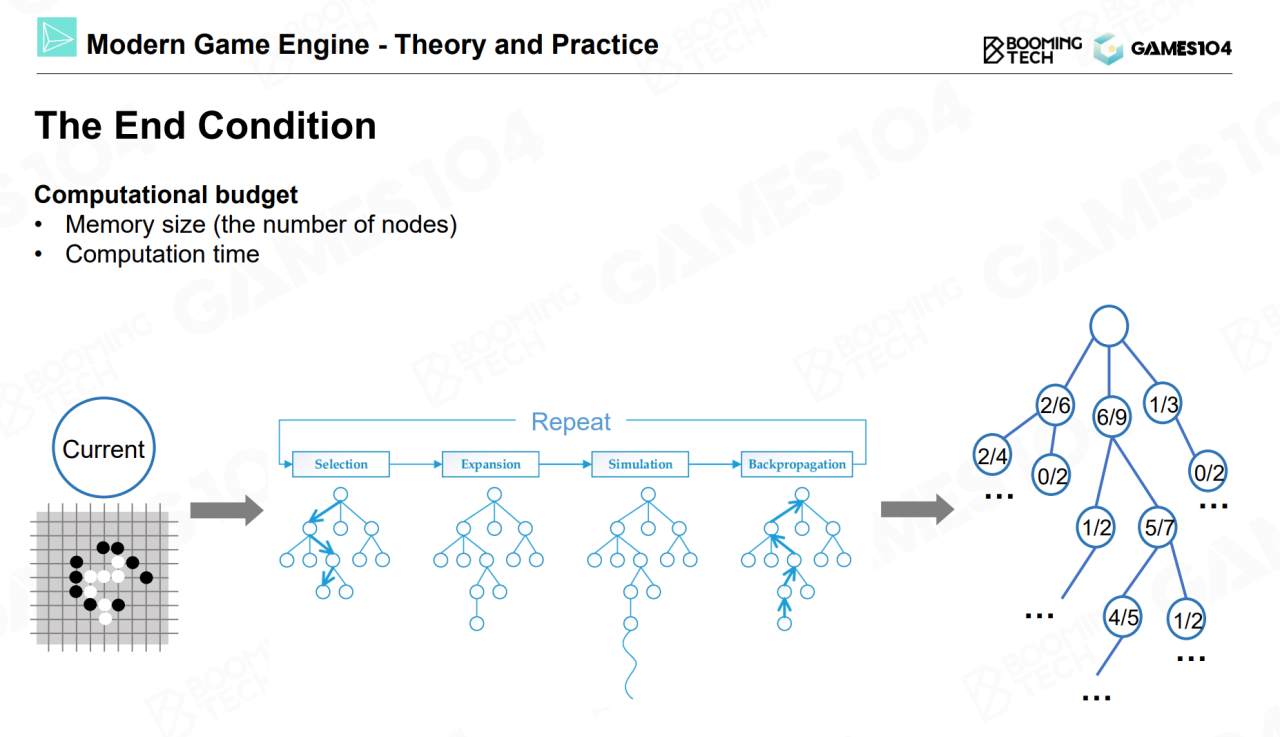 Modern Game Engine - Theory and Practice
BOOMING
TECH
GAMES104
The End Condition
Computational budget
• Memory size (the number of nodes)
• Computation time
Current
Repeat
Selection
Expansion
Simulation
Backpropagation
2/6
6/9
1/3
2/4
0/2
0/2
...
...
1/2
5/7
...
4/5
1/2
...
...